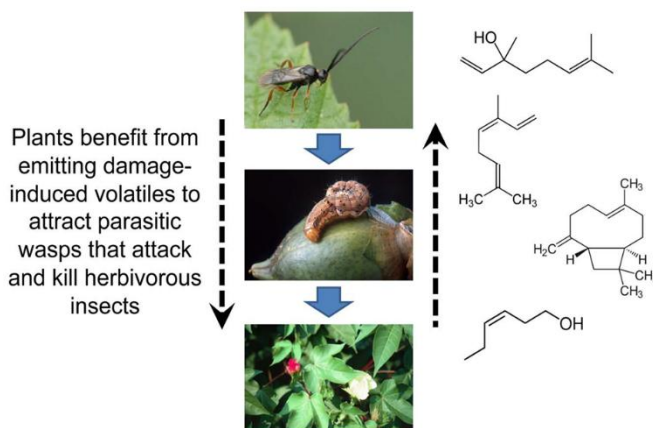 HO
Plants benefit from
emitting damage-
induced volatiles to
attract parasitic
wasps that attack
and kill herbivorous
insects
H3C
CH3
CH3
H2C
H
H
CH
CH3
OH